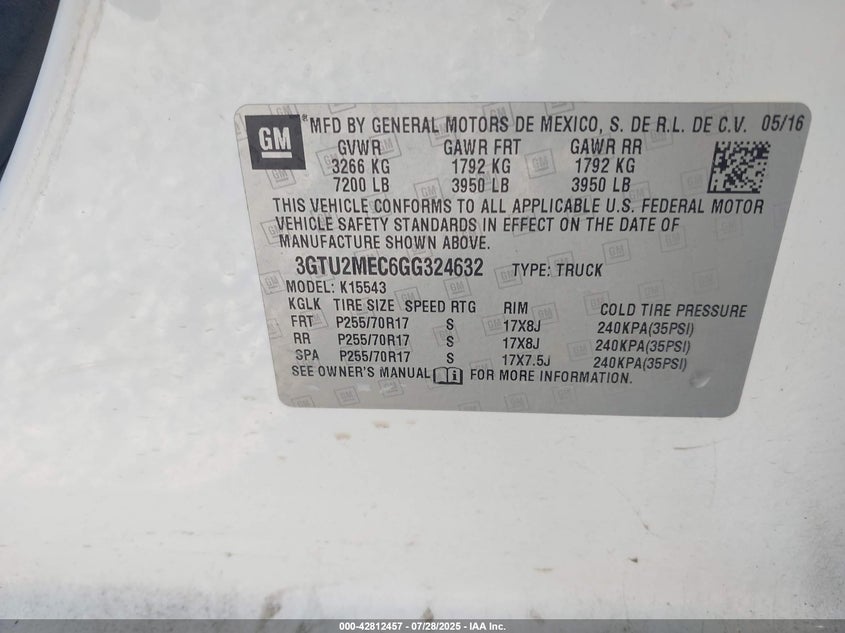 GM
® MFD BY GENERAL MOTORS DE MEXICO, S. DE R.L. DE C.V. 05/16
GVWR GAWR FRT GAWR RR
3266 KG 1792 KG 1792 KG
7200 LB 3950 LB 3950 LB
THIS VEHICLE CONFORMS TO ALL APPLICABLE U.S. FEDERAL MOTOR
VEHICLE SAFETY STANDARDS IN EFFECT ON THE DATE OF
MANUFACTURE SHOWN ABOVE.
3GTU2MEC6GG324632 TYPE: TRUCK
MODEL: K15543
KGLK TIRE SIZE SPEED RTG RIM COLD TIRE PRESSURE
FRT P255/70R17 S 17X8J 240KPA(35PSI)
RR P255/70R17 S 17X8J 240KPA(35PSI)
SPA P255/70R17 S 17X7.5J 240KPA(35PSI)
SEE OWNER'S MANUAL FOR MORE INFORMATION.
000-42812457 - 07/28/2025 - IAA Inc.